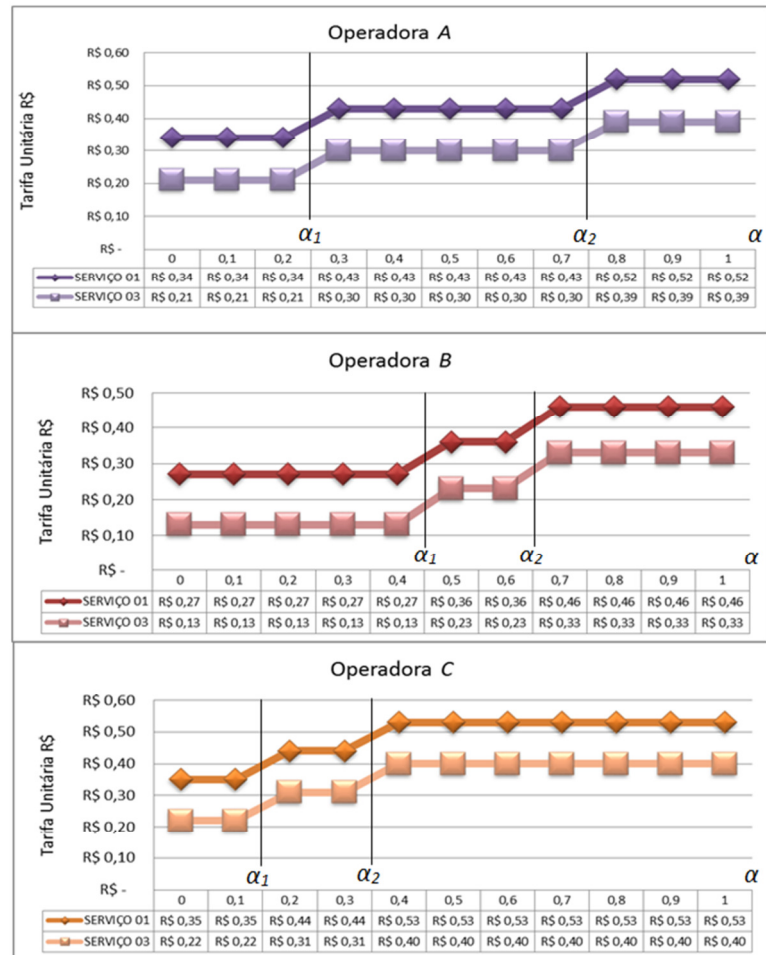 Operadora A
Tarifa Unitária R$
R$ 0,60
R$ 0,50
R$ 0,40
R$ 0,30
R$ 0,20
R$ 0,10
R$ -
α1 α2 α
0 0,1 0,2 0,3 0,4 0,5 0,6 0,7 0,8 0,9 1
SERVIÇO 01 R$ 0,34 R$ 0,34 R$ 0,34 R$ 0,43 R$ 0,43 R$ 0,43 R$ 0,43 R$ 0,43 R$ 0,52 R$ 0,52 R$ 0,52
SERVIÇO 03 R$ 0,21 R$ 0,21 R$ 0,21 R$ 0,30 R$ 0,30 R$ 0,30 R$ 0,30 R$ 0,30 R$ 0,39 R$ 0,39 R$ 0,39
Operadora B
Tarifa Unitária R$
R$ 0,50
R$ 0,40
R$ 0,30
R$ 0,20
R$ 0,10
R$ -
α1 α2 α
0 0,1 0,2 0,3 0,4 0,5 0,6 0,7 0,8 0,9 1
SERVIÇO 01 R$ 0,27 R$ 0,27 R$ 0,27 R$ 0,27 R$ 0,27 R$ 0,36 R$ 0,36 R$ 0,46 R$ 0,46 R$ 0,46 R$ 0,46
SERVIÇO 03 R$ 0,13 R$ 0,13 R$ 0,13 R$ 0,13 R$ 0,13 R$ 0,23 R$ 0,23 R$ 0,33 R$ 0,33 R$ 0,33 R$ 0,33
Operadora C
Tarifa Unitária R$
R$ 0,60
R$ 0,50
R$ 0,40
R$ 0,30
R$ 0,20
R$ 0,10
R$ -
α1 α2 α
0 0,1 0,2 0,3 0,4 0,5 0,6 0,7 0,8 0,9 1
SERVIÇO 01 R$ 0,35 R$ 0,35 R$ 0,44 R$ 0,44 R$ 0,53 R$ 0,53 R$ 0,53 R$ 0,53 R$ 0,53 R$ 0,53 R$ 0,53
SERVIÇO 03 R$ 0,22 R$ 0,22 R$ 0,31 R$ 0,31 R$ 0,40 R$ 0,40 R$ 0,40 R$ 0,40 R$ 0,40 R$ 0,40 R$ 0,40